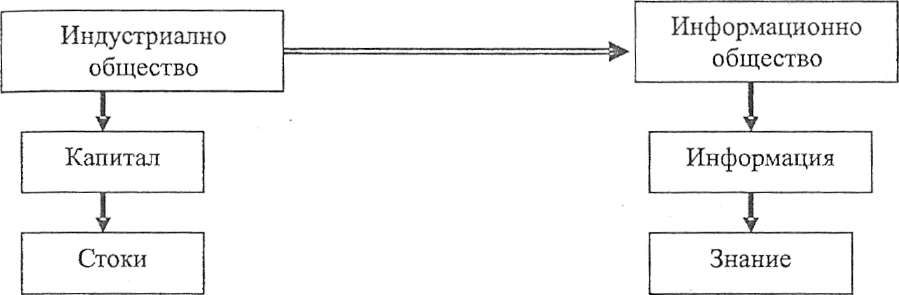 Индустриално
общество
Информационно
общество
Капитал
Информация
Стоки
Знание